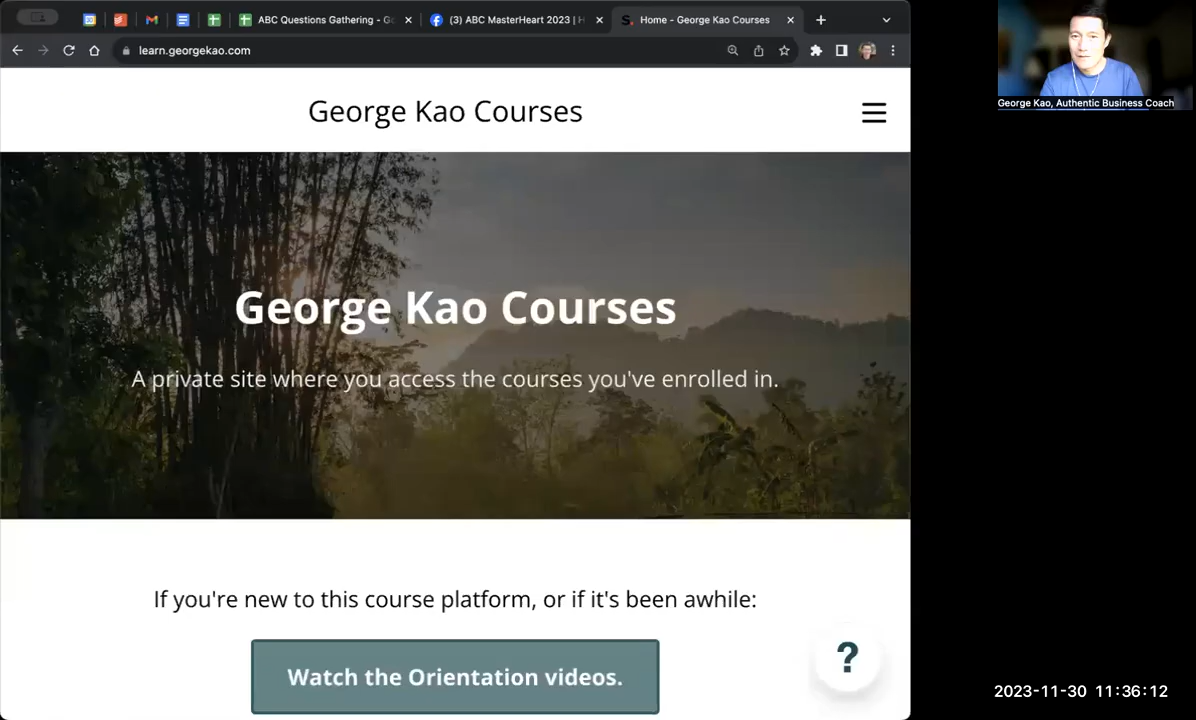 ABC Questions Gathering - Go
(3) ABC MasterHeart 2023 | H
Home - George Kao Courses
learn.georgekao.com
George Kao Courses
George Kao Courses
A private site where you access the courses you've enrolled in.
If you're new to this course platform, or if it's been awhile:
Watch the Orientation videos.
?
George Kao, Authentic Business Coach
2023-11-30 11:36:12